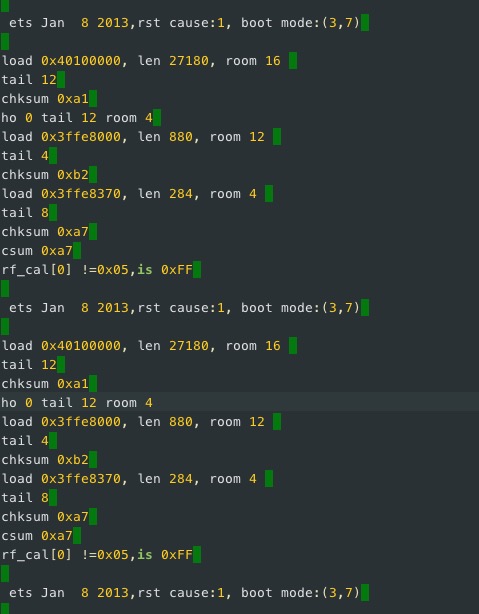 ets Jan  8 2013,rst cause:1, boot mode:(3,7)
load 0x40100000, len 27180, room 16
tail 12
chksum 0xa1
ho 0 tail 12 room 4
load 0x3ffe8000, len 880, room 12
tail 4
chksum 0xb2
load 0x3ffe8370, len 284, room 4
tail 8
chksum 0xa7
csum 0xa7
rf_cal[0] !=0x05,is 0xFF
ets Jan  8 2013,rst cause:1, boot mode:(3,7)
load 0x40100000, len 27180, room 16
tail 12
chksum 0xa1
ho 0 tail 12 room 4
load 0x3ffe8000, len 880, room 12
tail 4
chksum 0xb2
load 0x3ffe8370, len 284, room 4
tail 8
chksum 0xa7
csum 0xa7
rf_cal[0] !=0x05,is 0xFF
ets Jan  8 2013,rst cause:1, boot mode:(3,7)